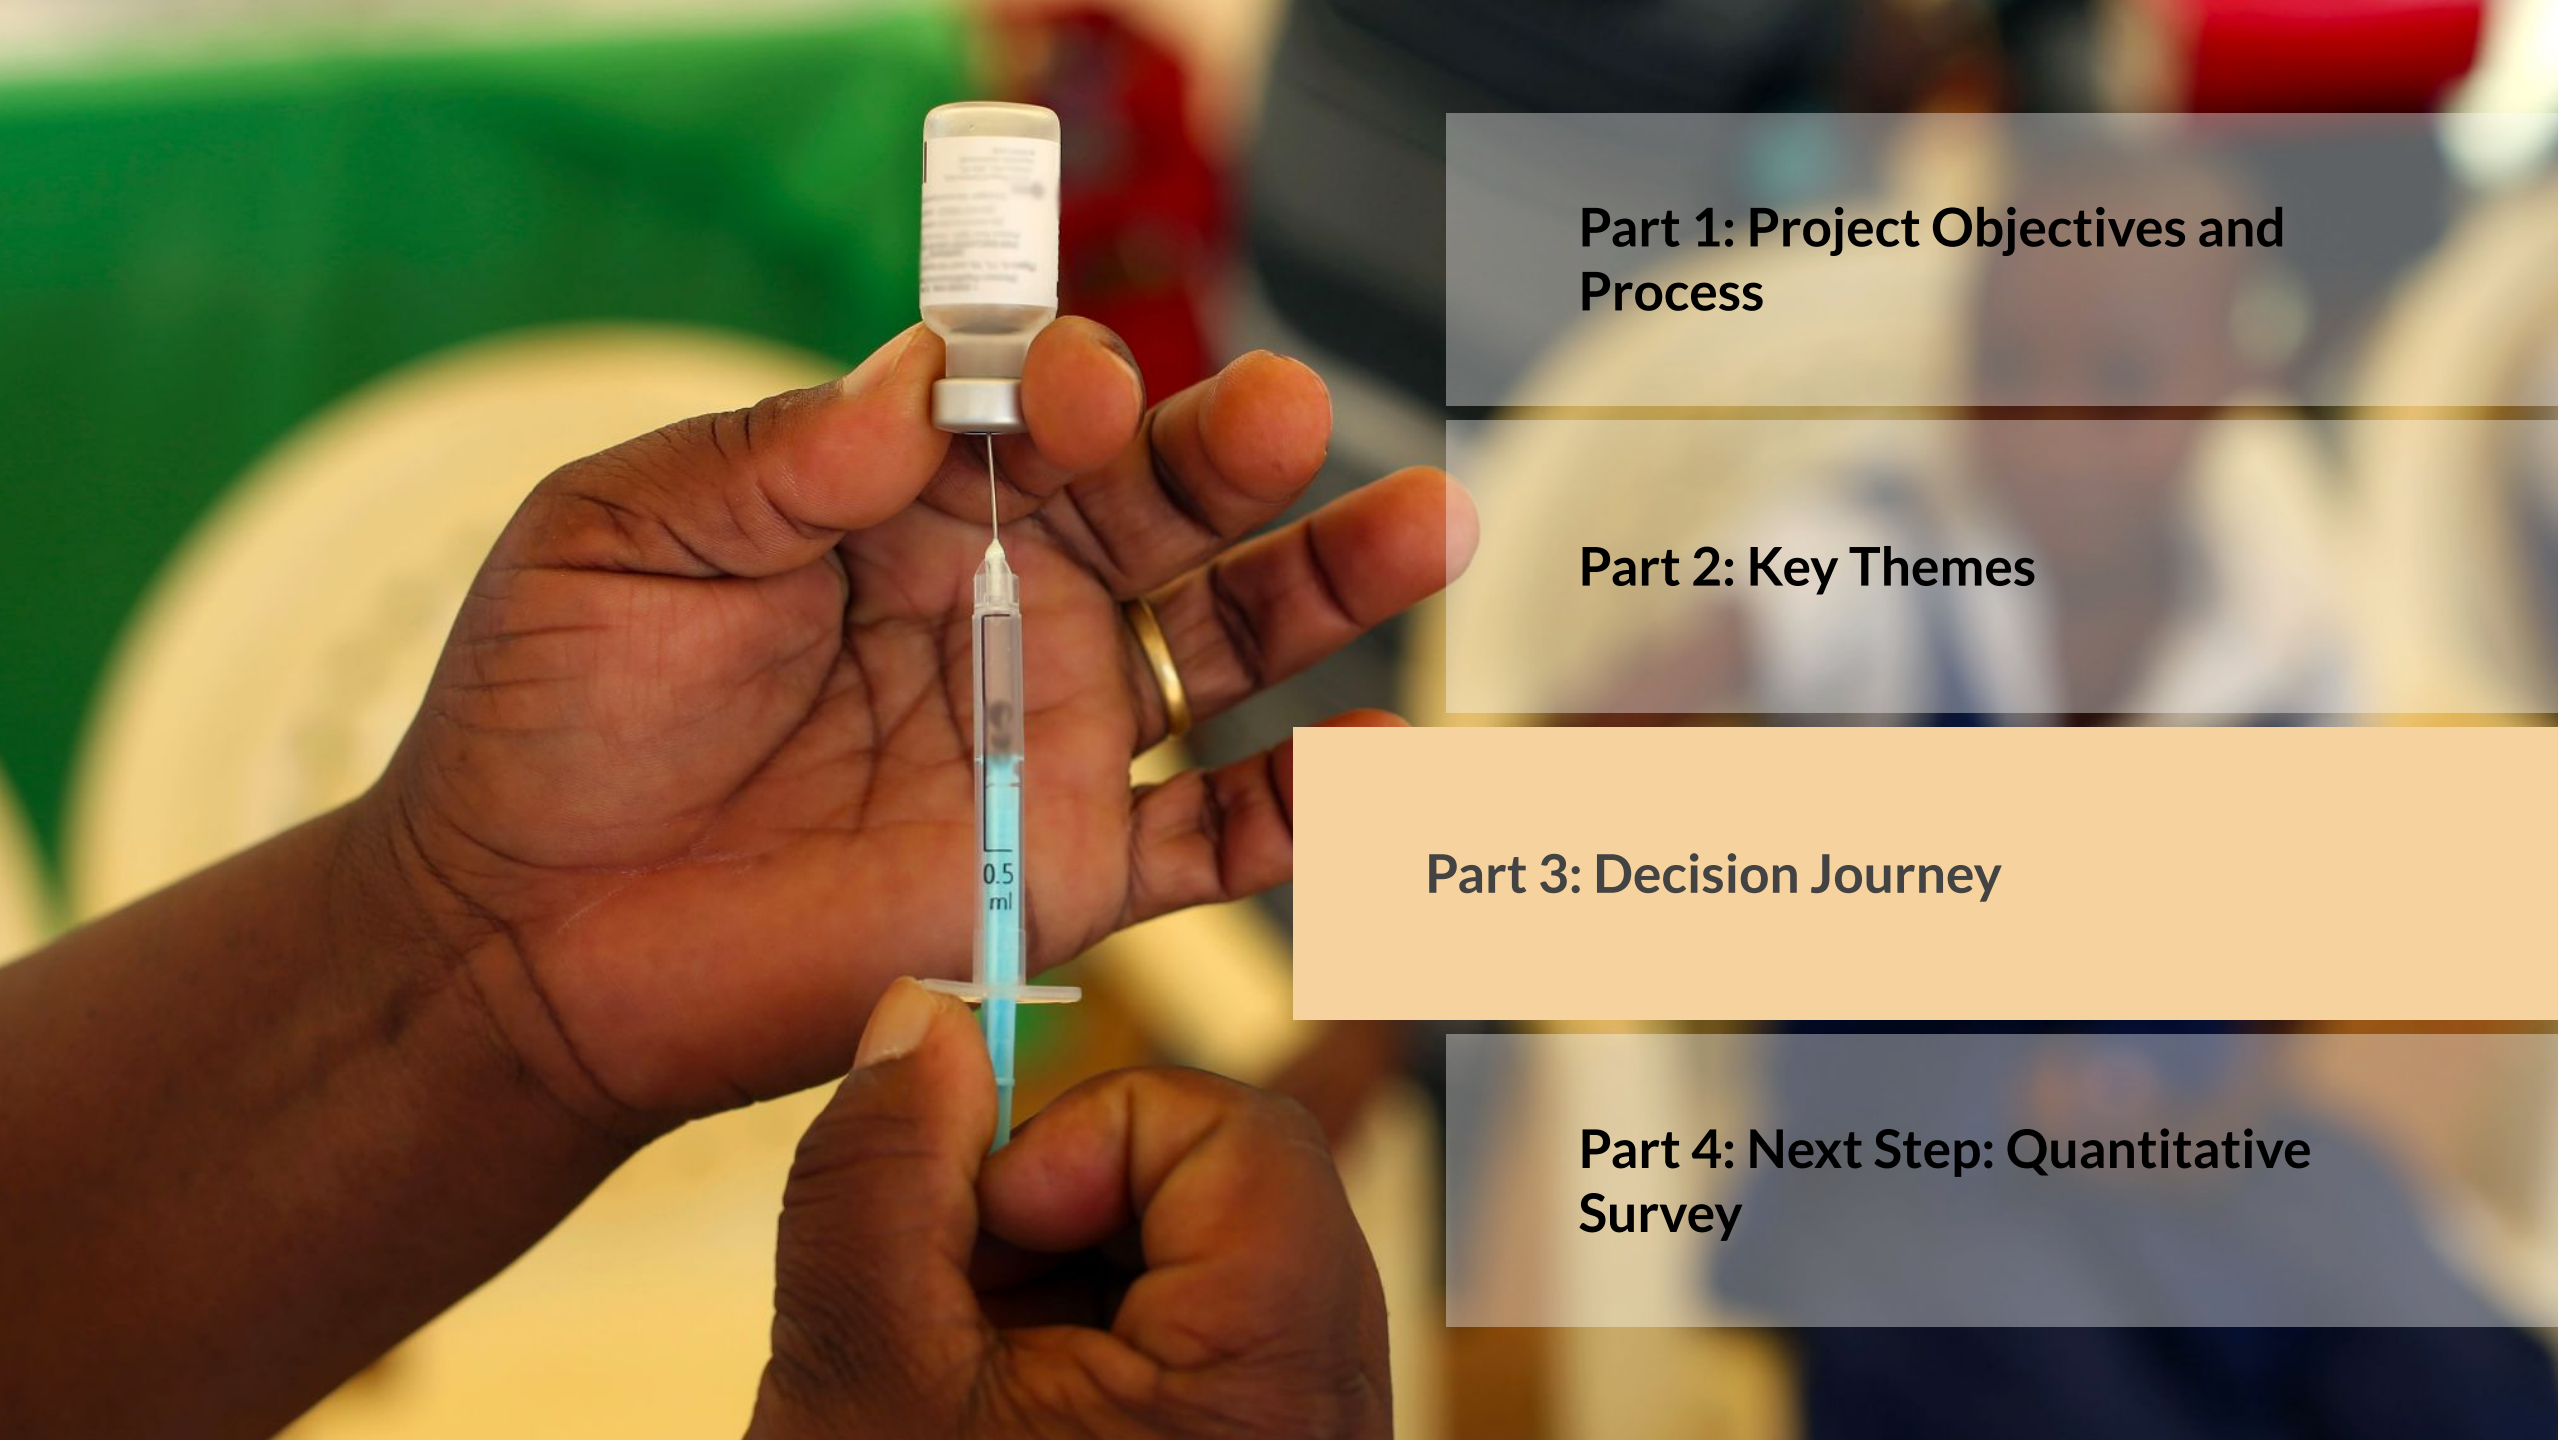 Part 1: Project Objectives and
Process
Part 2: Key Themes
Part 3: Decision Journey
Part 4: Next Step: Quantitative
Survey
0.5
ml